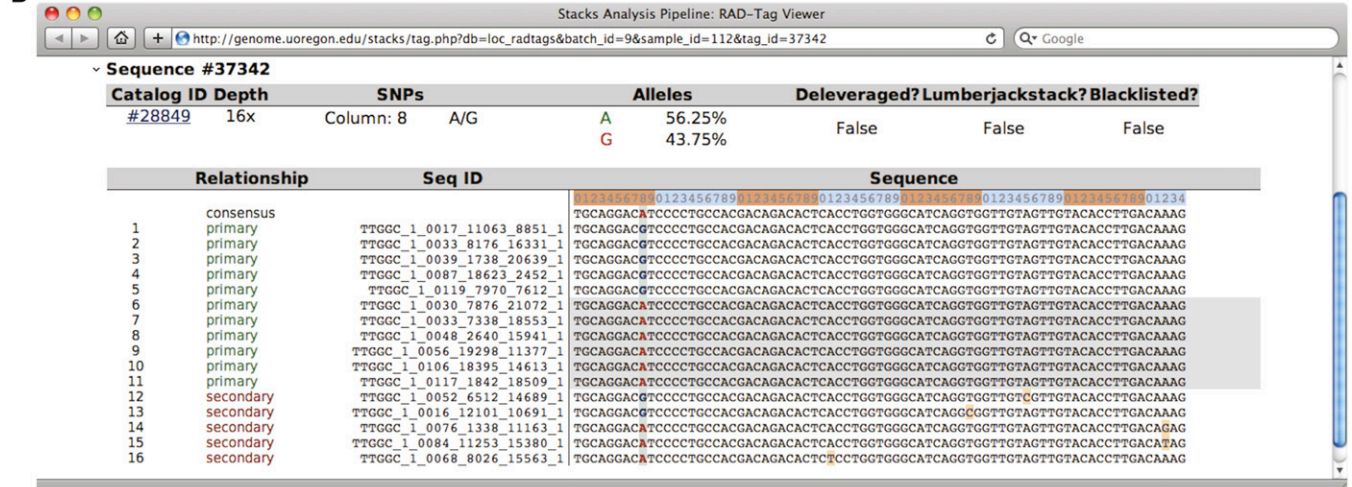 Stacks Analysis Pipeline: RAD-Tag Viewer
http://genome.uoregon.edu/stacks/tag.php?db=loc_radtags&batch_id=9&sample_id=112&tag_id=37342 Google
Sequence #37342
Catalog ID Depth SNPs Alleles Deleveraged? Lumberjackstack? Blacklisted?
#28849 16x Column: 8 A/G A 56.25% False False False
G 43.75%
Relationship Seq ID Sequence
012345678901234567890123456789012345678901234567890123456789012345678901234
consensus TGCAGGACATCCCCTGCCACGACAGACACTCACCTGGTGGGCATCAGGTGGTTGTAGTTGTACACCTTGACAAAG
1 primary TTGGC_1_0017_11063_8851_1 TGCAGGACGTCCCCTGCCACGACAGACACTCACCTGGTGGGCATCAGGTGGTTGTAGTTGTACACCTTGACAAAG
2 primary TTGGC_1_0033_8176_16331_1 TGCAGGACGTCCCCTGCCACGACAGACACTCACCTGGTGGGCATCAGGTGGTTGTAGTTGTACACCTTGACAAAG
3 primary TTGGC_1_0039_1738_20639_1 TGCAGGACGTCCCCTGCCACGACAGACACTCACCTGGTGGGCATCAGGTGGTTGTAGTTGTACACCTTGACAAAG
4 primary TTGGC_1_0087_18623_2452_1 TGCAGGACGTCCCCTGCCACGACAGACACTCACCTGGTGGGCATCAGGTGGTTGTAGTTGTACACCTTGACAAAG
5 primary TTGGC_1_0119_7970_7612_1 TGCAGGACGTCCCCTGCCACGACAGACACTCACCTGGTGGGCATCAGGTGGTTGTAGTTGTACACCTTGACAAAG
6 primary TTGGC_1_0030_7876_21072_1 TGCAGGACATCCCCTGCCACGACAGACACTCACCTGGTGGGCATCAGGTGGTTGTAGTTGTACACCTTGACAAAG
7 primary TTGGC_1_0033_7338_18553_1 TGCAGGACATCCCCTGCCACGACAGACACTCACCTGGTGGGCATCAGGTGGTTGTAGTTGTACACCTTGACAAAG
8 primary TTGGC_1_0048_2640_15941_1 TGCAGGACATCCCCTGCCACGACAGACACTCACCTGGTGGGCATCAGGTGGTTGTAGTTGTACACCTTGACAAAG
9 primary TTGGC_1_0056_19298_11377_1 TGCAGGACATCCCCTGCCACGACAGACACTCACCTGGTGGGCATCAGGTGGTTGTAGTTGTACACCTTGACAAAG
10 primary TTGGC_1_0106_18395_14613_1 TGCAGGACATCCCCTGCCACGACAGACACTCACCTGGTGGGCATCAGGTGGTTGTAGTTGTACACCTTGACAAAG
11 primary TTGGC_1_0117_1842_18509_1 TGCAGGACATCCCCTGCCACGACAGACACTCACCTGGTGGGCATCAGGTGGTTGTAGTTGTACACCTTGACAAAG
12 secondary TTGGC_1_0052_6512_14689_1 TGCAGGACGTCCCCTGCCACGACAGACACTCACCTGGTGGGCATCAGGTGGTTGTCGTTGTACACCTTGACAAAG
13 secondary TTGGC_1_0016_12101_10691_1 TGCAGGACGTCCCCTGCCACGACAGACACTCACCTGGTGGGCATCAGGCGGTTGTAGTTGTACACCTTGACAAAG
14 secondary TTGGC_1_0076_1338_11163_1 TGCAGGACATCCCCTGCCACGACAGACACTCACCTGGTGGGCATCAGGTGGTTGTAGTTGTACACCTTGACAGAG
15 secondary TTGGC_1_0084_11253_15380_1 TGCAGGACATCCCCTGCCACGACAGACACTCACCTGGTGGGCATCAGGTGGTTGTAGTTGTACACCTTGACATAG
16 secondary TTGGC_1_0068_8026_15563_1 TGCAGGACATCCCCTGCCACGACAGACACTCTCCTGGTGGGCATCAGGTGGTTGTAGTTGTACACCTTGACAAAG